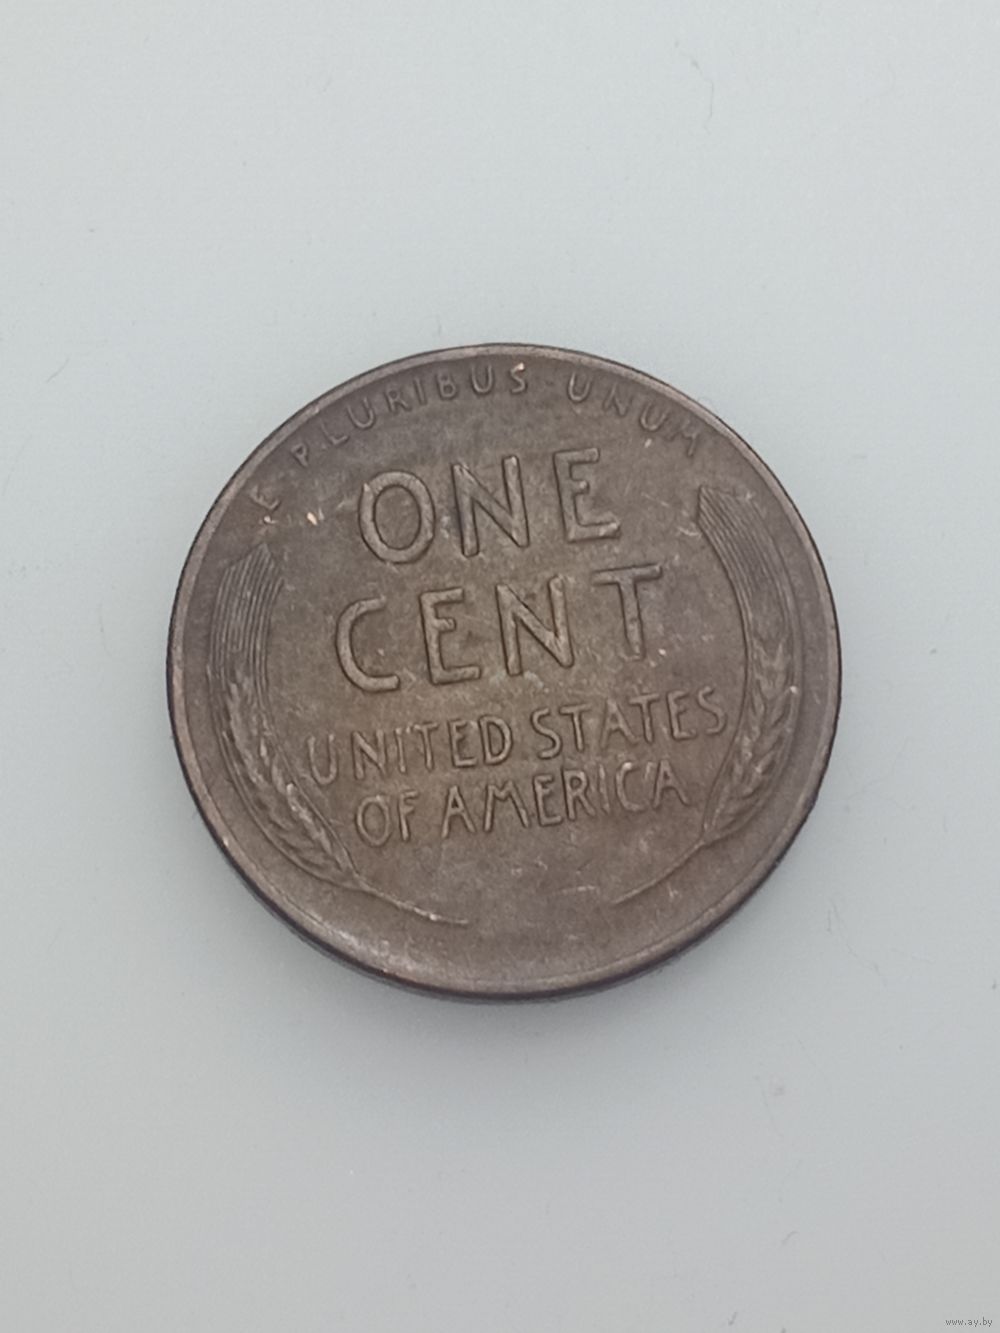 E PLURIBUS UNUM
ONE
CENT
UNITED STATES
OF AMERICA
www.ay.by